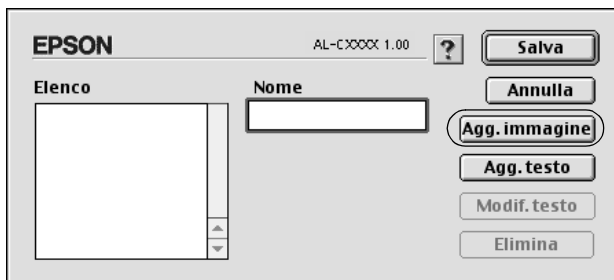 EPSON
AL-CXXXX 1.00
?
Salva
Elenco
Nome
Annulla
Agg. immagine
Agg. testo
Modif. testo
Elimina